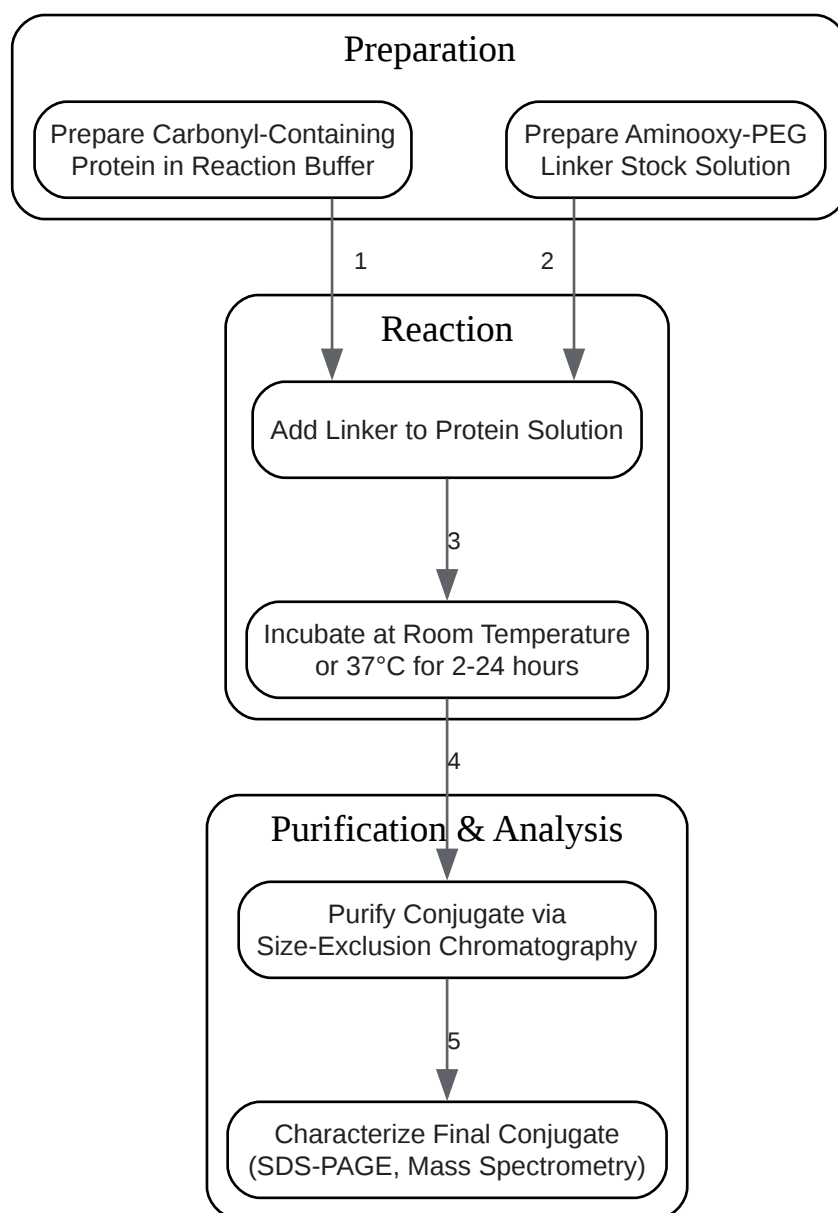 Preparation
Prepare Carbonyl-Containing
Protein in Reaction Buffer
Prepare Aminooxy-PEG
Linker Stock Solution
1
2
Reaction
Add Linker to Protein Solution
3
Incubate at Room Temperature
or 37°C for 2-24 hours
4
Purification & Analysis
Purify Conjugate via
Size-Exclusion Chromatography
5
Characterize Final Conjugate
(SDS-PAGE, Mass Spectrometry)